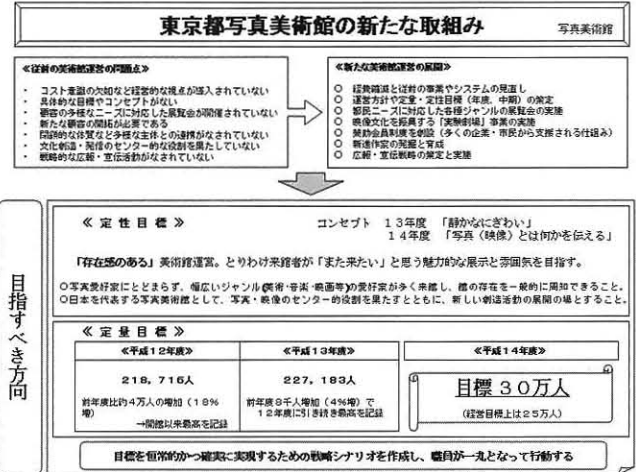 東京都写真美術館の新たな取組み
写真美術館
≪従前の美術館運営の問題点≫
・ コスト意識の欠如など経営的な視点が導入されていない
・ 具体的な目標やコンセプトがない
・ 顧客の多様なニーズに対応した展覧会が開催されていない
・ 新たな顧客の開拓が必要である
・ 閉鎖的な体質など多様な主体との連携がなされていない
・ 文化創造・発信のセンター的な役割を果たしていない
・ 戦略的な広報・宣伝活動がなされていない
≪新たな美術館運営の展開≫
○ 経費縮減と従前の事業やシステムの見直し
○ 運営方針や定量・定性目標（年度、中期）の策定
○ 都民ニーズに対応した各種ジャンルの展覧会の実施
○ 映像文化を振興する「実験劇場」事業の実施
○ 賛助会員制度を創設（多くの企業・市民から支援される仕組み）
○ 新進作家の発掘と育成
○ 広報・宣伝戦略の策定と実施
目指すべき方向
≪ 定 性 目 標 ≫
コンセプト １３年度 「静かなにぎわい」
１４年度 「写真（映像）とは何かを伝える」
「存在感のある」美術館運営。とりわけ来館者が「また来たい」と思う魅力的な展示と雰囲気を目指す。
○写真愛好家にとどまらず、幅広いジャンル(美術・音楽・映画等)の愛好家が多く来館し、館の存在を一般的に周知できること。
○日本を代表する写真美術館として、写真・映像のセンター的役割を果たすとともに、新しい創造活動の展開の場とすること。
≪ 定 量 目 標 ≫
≪平成１２年度≫
２１８，７１６人
前年度比約４万人の増加（１８％
増）
→開館以来最高を記録
≪平成１３年度≫
２２７，１８３人
前年度８千人増加（４％増）で
１２年度に引き続き最高を記録
≪平成１４年度≫
目標３０万人
（経営目標上は２５万人）
目標を恒常的かつ確実に実現するための戦略シナリオを作成し、職員が一丸となって行動する